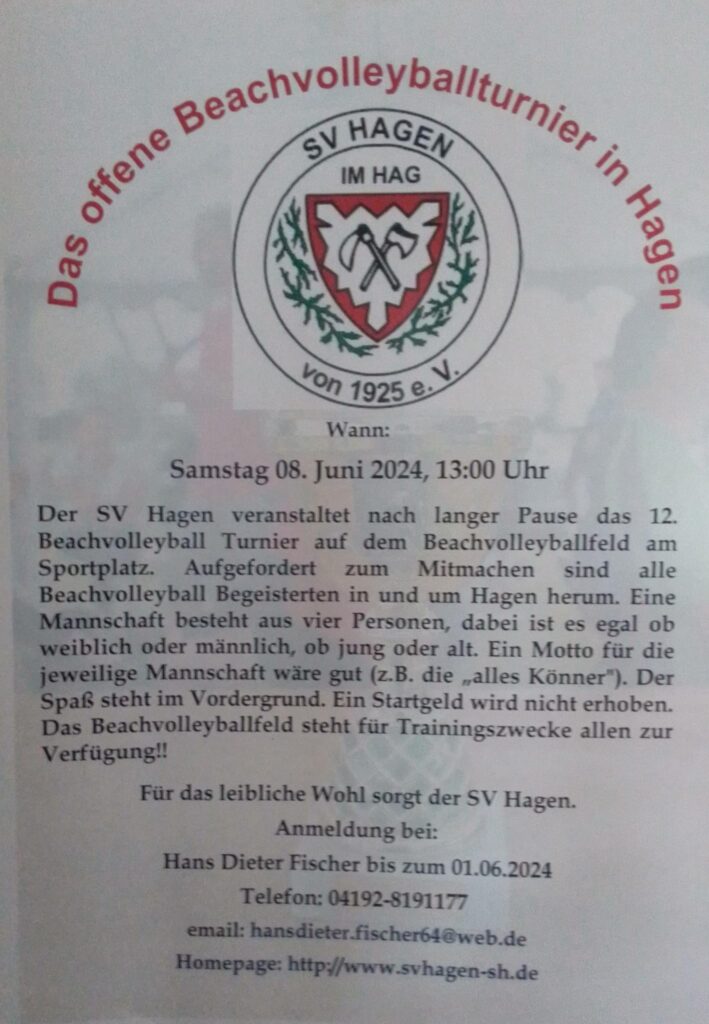 Das offene Beachvolleyballturnier in Hagen
SV HAGEN
IM HAG
von 1925 e. V.
Wann:
Samstag 08. Juni 2024, 13:00 Uhr
Der SV Hagen veranstaltet nach langer Pause das 12.
Beachvolleyball Turnier auf dem Beachvolleyballfeld am
Sportplatz. Aufgefordert zum Mitmachen sind alle
Beachvolleyball Begeisterten in und um Hagen herum. Eine
Mannschaft besteht aus vier Personen, dabei ist es egal ob
weiblich oder männlich, ob jung oder alt. Ein Motto für die
jeweilige Mannschaft wäre gut (z.B. die „alles Könner"). Der
Spaß steht im Vordergrund. Ein Startgeld wird nicht erhoben.
Das Beachvolleyballfeld steht für Trainingszwecke allen zur
Verfügung!!
Für das leibliche Wohl sorgt der SV Hagen.
Anmeldung bei:
Hans Dieter Fischer bis zum 01.06.2024
Telefon: 04192-8191177
email: hansdieter.fischer64@web.de
Homepage: http://www.svhagen-sh.de